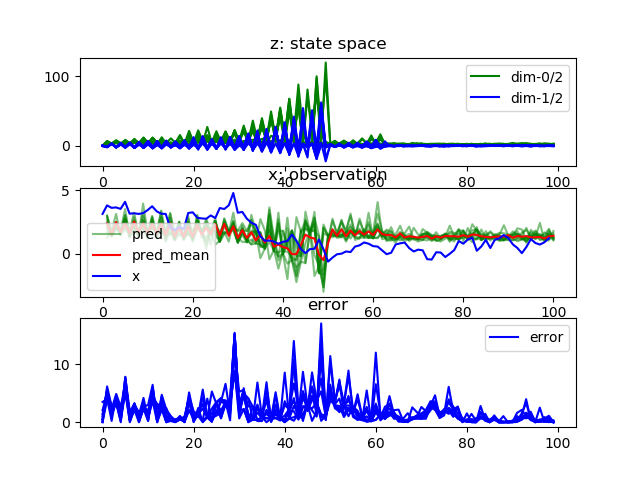 z: state space
100
0
dim-0/2
dim-1/2
0 20 40 60 80 100
x: observation
5
0
pred
pred_mean
x
0 20 40 60 80 100
error
10
0
error
0 20 40 60 80 100